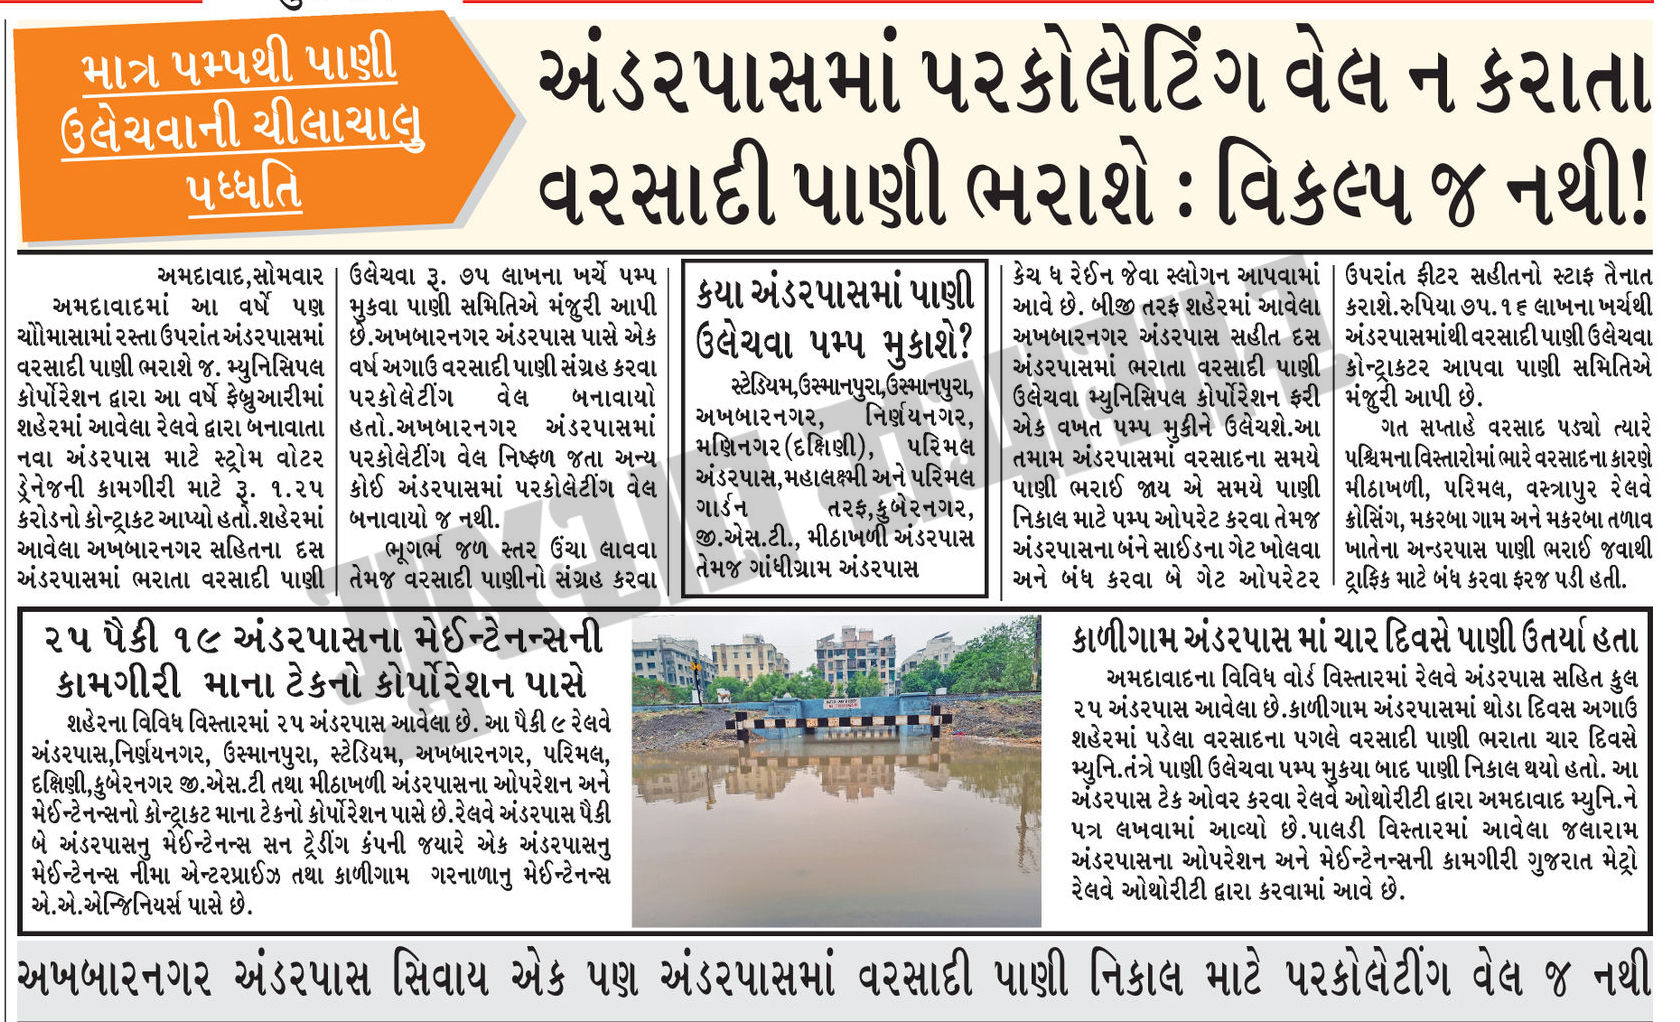 માત્ર પમ્પથી પાણી
ઉલેચવાની ચીલાચાલુ
પધ્ધતિ
અંડરપાસમાં પરકોલેટિંગ વેલ ન કરાતા
વરસાદી પાણી ભરાશે : વિકલ્પ જ નથી!
અમદાવાદ,સોમવાર
અમદાવાદમાં આ વર્ષે પણ
ચોમાસામાં રસ્તા ઉપરાંત અંડરપાસમાં
વરસાદી પાણી ભરાશે જ. મ્યુનિસિપલ
કોર્પોરેશન દ્વારા આ વર્ષે ફેબ્રુઆરીમાં
શહેરમાં આવેલા રેલવે દ્વારા બનાવાતા
નવા અંડરપાસ માટે સ્ટ્રોમ વોટર
ડ્રેનેજની કામગીરી માટે રૂ. ૧.૨૫
કરોડનો કોન્ટ્રાકટ આપ્યો હતો.શહેરમાં
આવેલા અખબારનગર સહિતના દસ
અંડરપાસમાં ભરાતા વરસાદી પાણી
ઉલેચવા રૂ. ૭૫ લાખના ખર્ચે પમ્પ
મુકવા પાણી સમિતિએ મંજુરી આપી
છે.અખબારનગર અંડરપાસ પાસે એક
વર્ષ અગાઉ વરસાદી પાણી સંગ્રહ કરવા
પરકોલેટીંગ વેલ બનાવાયો
હતો.અખબારનગર અંડરપાસમાં
પરકોલેટીંગ વેલ નિષ્ફળ જતા અન્ય
કોઈ અંડરપાસમાં પરકોલેટીંગ વેલ
બનાવાયો જ નથી.
ભૂગર્ભ જળ સ્તર ઉંચા લાવવા
તેમજ વરસાદી પાણીનો સંગ્રહ કરવા
કયા અંડરપાસમાં પાણી
ઉલેચવા પમ્પ મુકાશે?
સ્ટેડિયમ,ઉસ્માનપુરા,ઉસ્માનપુરા,
અખબારનગર, નિર્ણયનગર,
મણિનગર(દક્ષિણી), પરિમલ
અંડરપાસ,મહાલક્ષ્મી અને પરિમલ
ગાર્ડન તરફ,કુબેરનગર,
જી.એસ.ટી., મીઠાખળી અંડરપાસ
તેમજ ગાંધીગ્રામ અંડરપાસ
કેચ ધ રેઈન જેવા સ્લોગન આપવામાં
આવે છે. બીજી તરફ શહેરમાં આવેલા
અખબારનગર અંડરપાસ સહીત દસ
અંડરપાસમાં ભરાતા વરસાદી પાણી
ઉલેચવા મ્યુનિસિપલ કોર્પોરેશન ફરી
એક વખત પમ્પ મુકીને ઉલેચશે.આ
તમામ અંડરપાસમાં વરસાદના સમયે
પાણી ભરાઈ જાય એ સમયે પાણી
નિકાલ માટે પમ્પ ઓપરેટ કરવા તેમજ
અંડરપાસના બંને સાઈડના ગેટ ખોલવા
અને બંધ કરવા બે ગેટ ઓપરેટર
ઉપરાંત ફીટર સહીતનો સ્ટાફ તૈનાત
કરાશે.રુપિયા ૭૫.૧૬ લાખના ખર્ચથી
અંડરપાસમાંથી વરસાદી પાણી ઉલેચવા
કોન્ટ્રાકટર આપવા પાણી સમિતિએ
મંજુરી આપી છે.
ગત સપ્તાહે વરસાદ પડ્યો ત્યારે
પશ્ચિમના વિસ્તારોમાં ભારે વરસાદના કારણે
મીઠાખળી, પરિમલ, વસ્ત્રાપુર રેલવે
ક્રોસિંગ, મકરબા ગામ અને મકરબા તળાવ
ખાતેના અન્ડરપાસ પાણી ભરાઈ જવાથી
ટ્રાફિક માટે બંધ કરવા ફરજ પડી હતી.
ગુજરાત સમાચાર
૨૫ પૈકી ૧૯ અંડરપાસના મેઈન્ટેનન્સની
કામગીરી માના ટેકનો કોર્પોરેશન પાસે
શહેરના વિવિધ વિસ્તારમાં ૨૫ અંડરપાસ આવેલા છે. આ પૈકી ૯ રેલવે
અંડરપાસ,નિર્ણયનગર, ઉસ્માનપુરા, સ્ટેડિયમ, અખબારનગર, પરિમલ,
દક્ષિણી,કુબેરનગર જી.એસ.ટી તથા મીઠાખળી અંડરપાસના ઓપરેશન અને
મેઈન્ટેનન્સનો કોન્ટ્રાકટ માના ટેકનો કોર્પોરેશન પાસે છે.રેલવે અંડરપાસ પૈકી
બે અંડરપાસનુ મેઈન્ટેનન્સ સન ટ્રેડીંગ કંપની જયારે એક અંડરપાસનુ
મેઈન્ટેનન્સ નીમા એન્ટરપ્રાઈઝ તથા કાળીગામ ગરનાળાનુ મેઈન્ટેનન્સ
એ.એ.એન્જિનિયર્સ પાસે છે.
કાળીગામ અંડરપાસ માં ચાર દિવસે પાણી ઉતર્યા હતા
અમદાવાદના વિવિધ વોર્ડ વિસ્તારમાં રેલવે અંડરપાસ સહિત કુલ
૨૫ અંડરપાસ આવેલા છે.કાળીગામ અંડરપાસમાં થોડા દિવસ અગાઉ
શહેરમાં પડેલા વરસાદના પગલે વરસાદી પાણી ભરાતા ચાર દિવસે
મ્યુનિ.તંત્રે પાણી ઉલેચવા પમ્પ મુકયા બાદ પાણી નિકાલ થયો હતો. આ
અંડરપાસ ટેક ઓવર કરવા રેલવે ઓથોરીટી દ્વારા અમદાવાદ મ્યુનિ.ને
પત્ર લખવામાં આવ્યો છે.પાલડી વિસ્તારમાં આવેલા જલારામ
અંડરપાસના ઓપરેશન અને મેઈન્ટેનન્સની કામગીરી ગુજરાત મેટ્રો
રેલવે ઓથોરીટી દ્વારા કરવામાં આવે છે.
અખબારનગર અંડરપાસ સિવાય એક પણ અંડરપાસમાં વરસાદી પાણી નિકાલ માટે પરકોલેટીંગ વેલ જ નથી